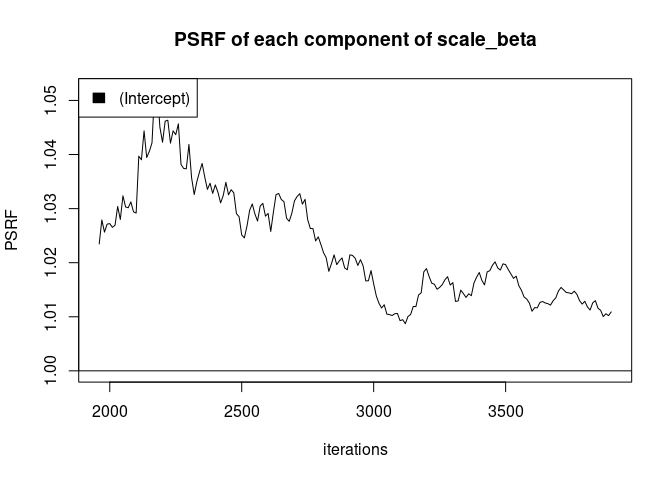 PSRF of each component of scale_beta
(Intercept)
PSRF
1.05
1.04
1.03
1.02
1.01
1.00
2000 2500 3000 3500
iterations